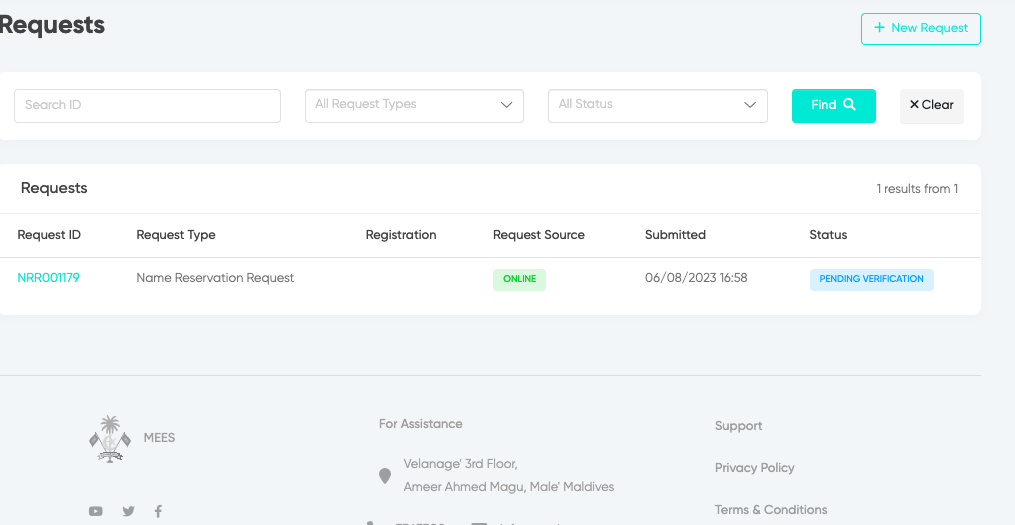 Requests
+ New Request
Search ID
All Request Types
All Status
Find
× Clear
Requests
1 results from 1
Request ID Request Type Registration Request Source Submitted Status
NRR001179 Name Reservation Request ONLINE 06/08/2023 16:58 PENDING VERIFICATION
MEES
For Assistance
Velanage' 3rd Floor,
Ameer Ahmed Magu, Male' Maldives
Support
Privacy Policy
Terms & Conditions